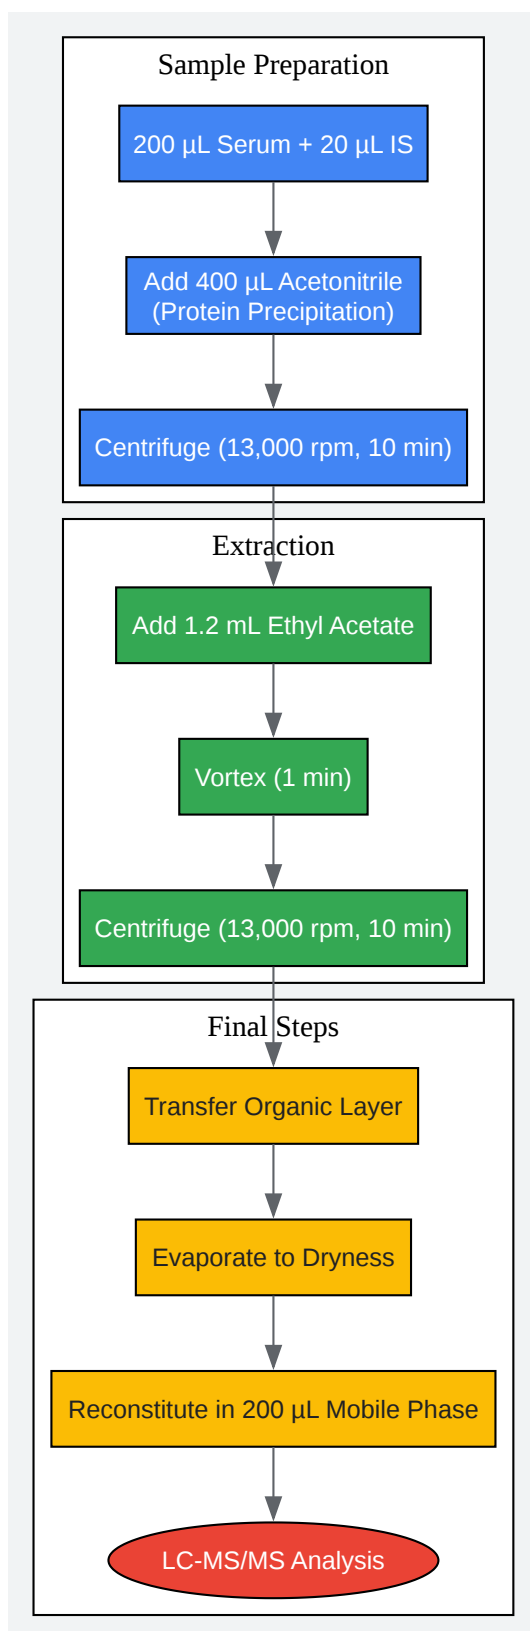 Sample Preparation
200 µL Serum + 20 µL IS
Add 400 µL Acetonitrile
(Protein Precipitation)
Centrifuge (13,000 rpm, 10 min)
Extraction
Add 1.2 mL Ethyl Acetate
Vortex (1 min)
Centrifuge (13,000 rpm, 10 min)
Final Steps
Transfer Organic Layer
Evaporate to Dryness
Reconstitute in 200 µL Mobile Phase
LC-MS/MS Analysis